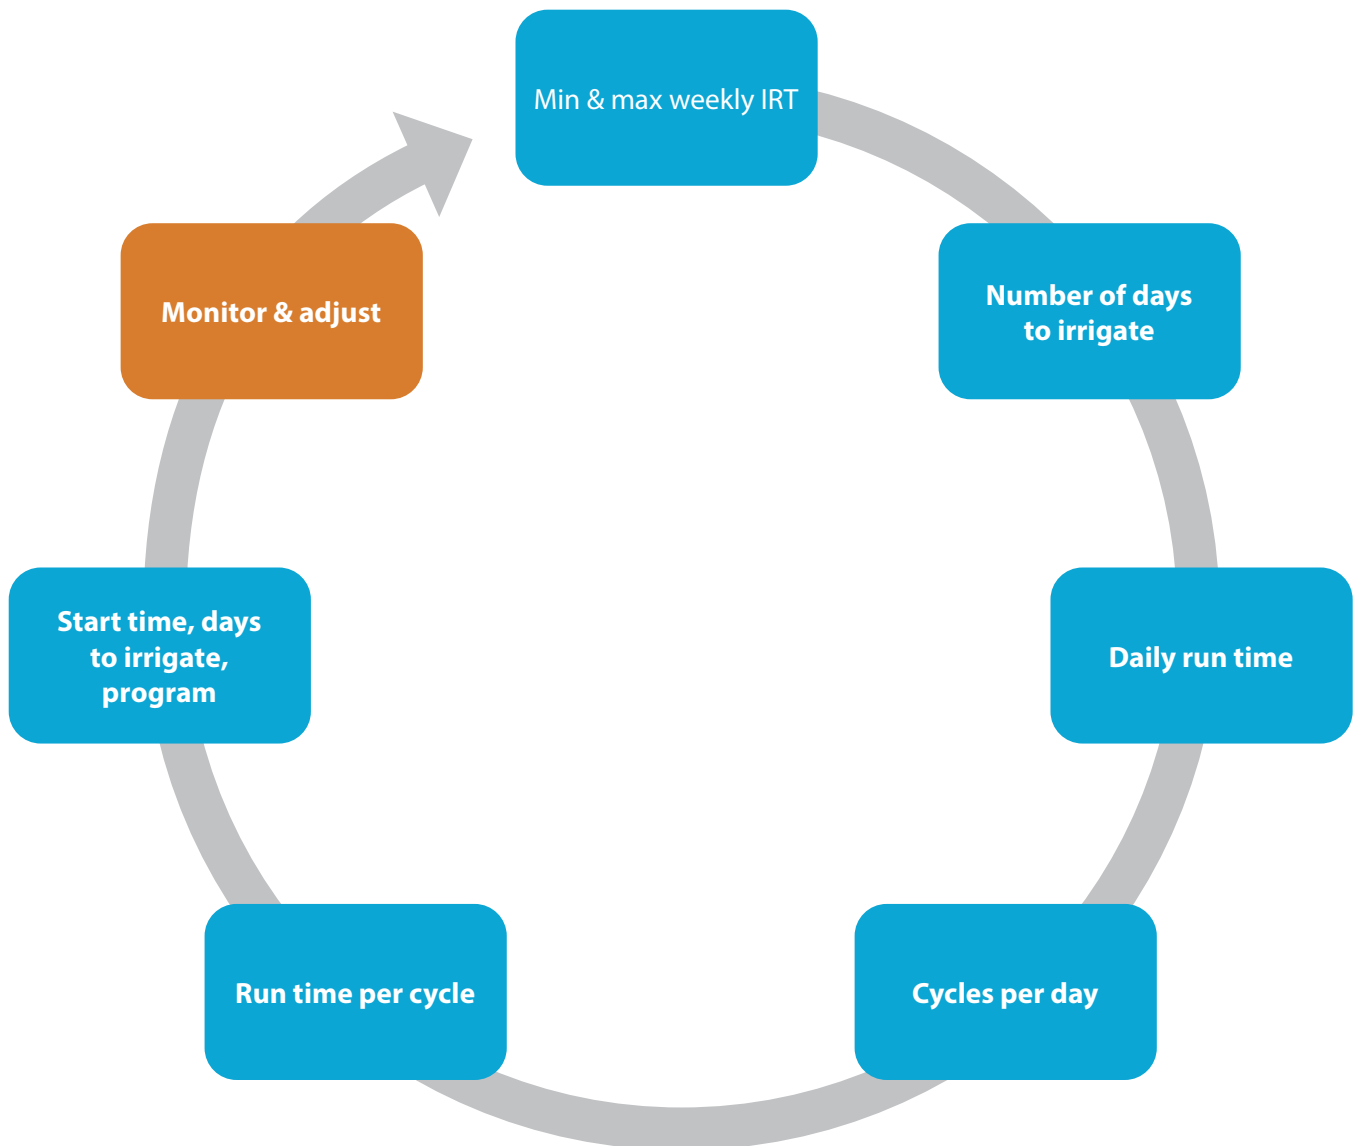 Min & max weekly IRT
Number of days
to irrigate
Daily run time
Cycles per day
Run time per cycle
Start time, days
to irrigate,
program
Monitor & adjust